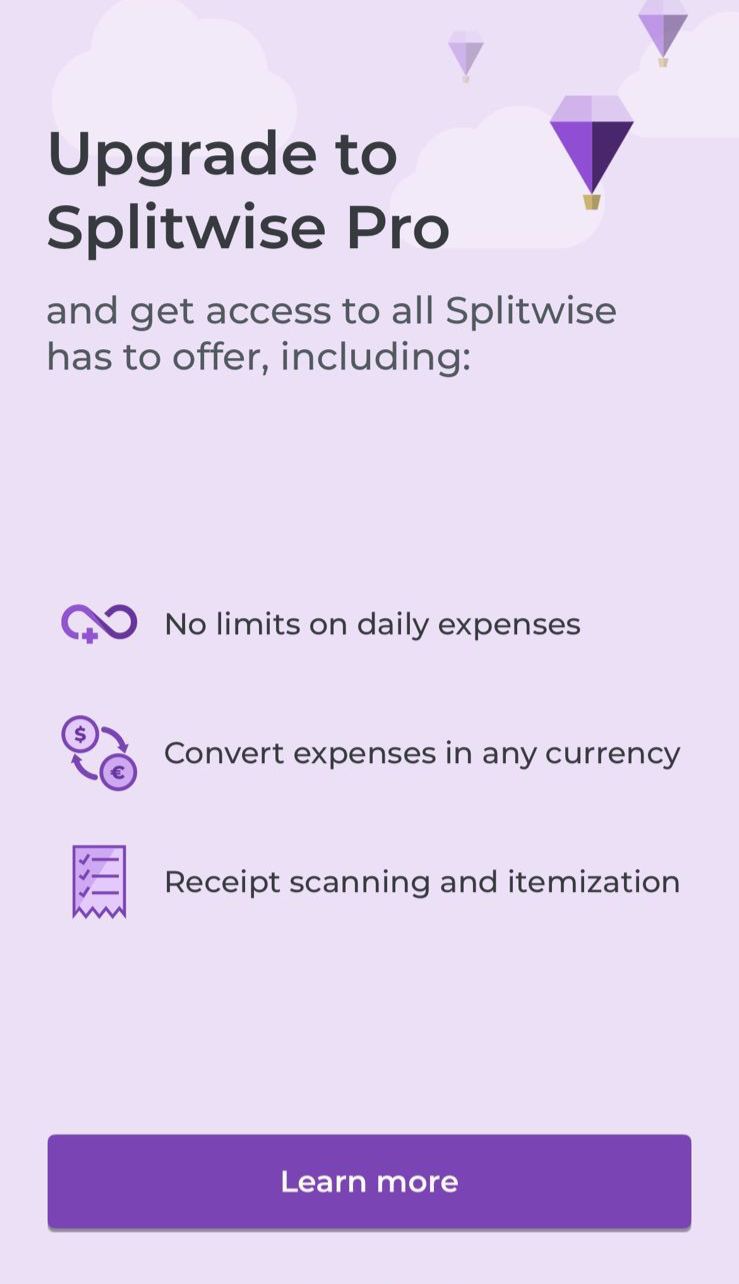 Upgrade to
Splitwise Pro
and get access to all Splitwise
has to offer, including:
No limits on daily expenses
$
€
Convert expenses in any currency
Receipt scanning and itemization
Learn more